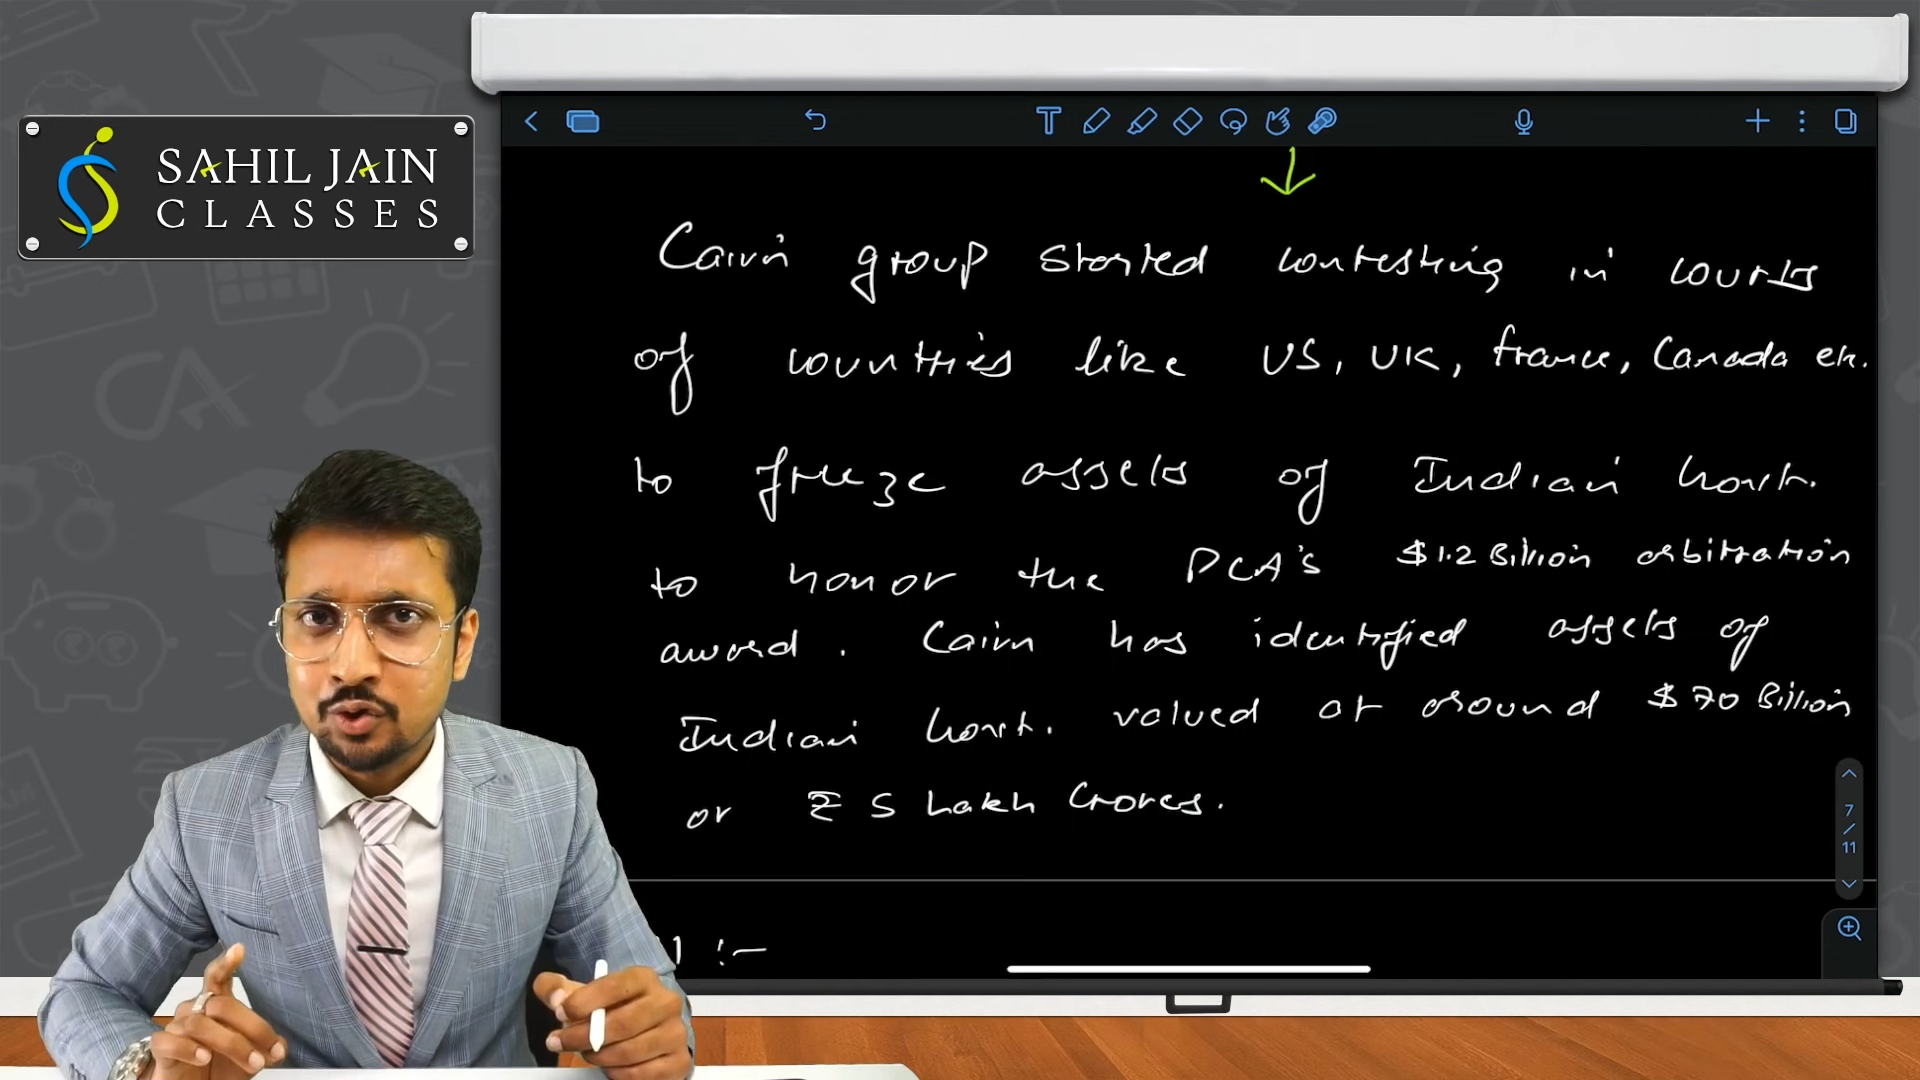 SAHIL JAIN
CLASSES
Cairn group started contesting in courts
of countries like US, UK, france, Canada etc.
to freeze assets of Indian Govt.
to honor the PCA's $1.2 Billion arbitration
award. Cairn has identified assets of
Indian Govt. valued at around $70 Billion
or ₹ 5 Lakh Crores.
:-
7
/
11